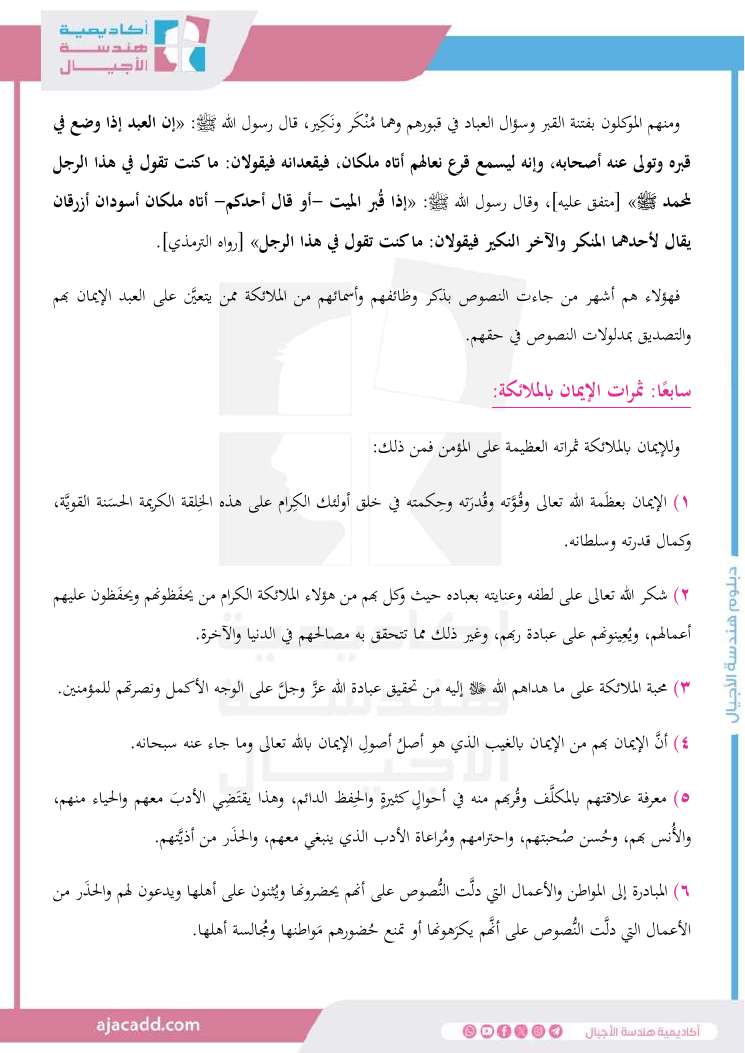 أكاديمية
هندسة
الأجيال
ومنهم الموكلون بفتنة القبر وسؤال العباد في قبورهم وهما مُنْكَر ونَكِير، قال رسول الله ﷺ: «إن العبد إذا وضع في
قبره وتولى عنه أصحابه، وإنه ليسمع قرع نعالهم أتاه ملكان، فيقعدانه فيقولان: ما كنت تقول في هذا الرجل
لمحمد ﷺ» [متفق عليه]، وقال رسول الله ﷺ: «إذا قُبر الميت –أو قال أحدكم– أتاه ملكان أسودان أزرقان
يقال لأحدهما المنكر والآخر النكير فيقولان: ما كنت تقول في هذا الرجل» [رواه الترمذي].
فهؤلاء هم أشهر من جاءت النصوص بذكر وظائفهم وأسمائهم من الملائكة ممن يتعيَّن على العبد الإيمان بهم
والتصديق بمدلولات النصوص في حقهم.
سابعًا: ثمرات الإيمان بالملائكة:
وللإيمان بالملائكة ثمراته العظيمة على المؤمن فمن ذلك:
١) الإيمان بعظَمة الله تعالى وقُوَّته وقُدرَته وحِكمته في خلق أولئك الكِرام على هذه الخِلقة الكريمة الحسَنة القويَّة،
وكمال قدرته وسلطانه.
٢) شكر الله تعالى على لطفه وعنايته بعباده حيث وكل بهم من هؤلاء الملائكة الكرام من يحفَظونهم ويحفَظون عليهم
أعمالهم، ويُعِينونهم على عبادة ربهم، وغير ذلك مما تتحقق به مصالحهم في الدنيا والآخرة.
٣) محبة الملائكة على ما هداهم الله ﷻ إليه من تحقيق عبادة الله عزَّ وجلَّ على الوجه الأكمل ونصرتهم للمؤمنين.
٤) أنَّ الإيمان بهم من الإيمان بالغيب الذي هو أصلُ أصولِ الإيمان بالله تعالى وما جاء عنه سبحانه.
٥) معرفة علاقتهم بالمكلَّف وقُربهم منه في أحوالٍ كثيرةٍ والحِفظ الدائم، وهذا يقتَضِي الأدبَ معهم والحياء منهم،
والأُنس بهم، وحُسن صُحبتهم، واحترامهم ومُراعاة الأدب الذي ينبغي معهم، والحذَر من أذيَّتهم.
٦) المبادرة إلى المواطن والأعمال التي دلَّت النُّصوص على أنهم يحضرونها ويُثنون على أهلها ويدعون لهم والحذَر من
الأعمال التي دلَّت النُّصوص على أنَّهم يكرَهونها أو تمنع حُضورهم مَواطنها ومُجالسة أهلها.
دبلوم هندسة الأجيال
أكاديمية
هندسة
الأجيال
ajacadd.com
أكاديمية هندسة الأجيال